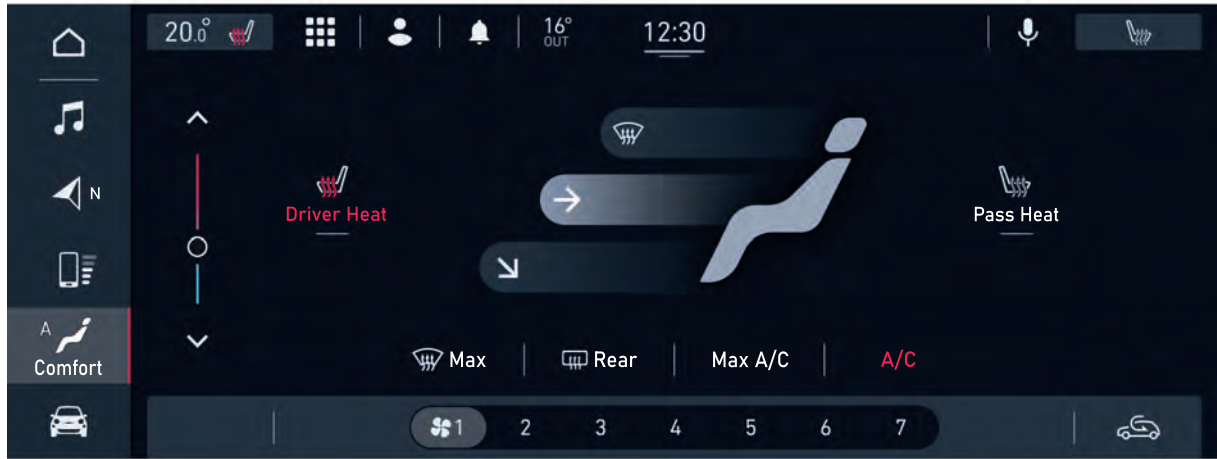 20.0°
16°
OUT
12:30
N
Driver Heat
Pass Heat
A
Comfort
Max
Rear
Max A/C
A/C
1 2 3 4 5 6 7